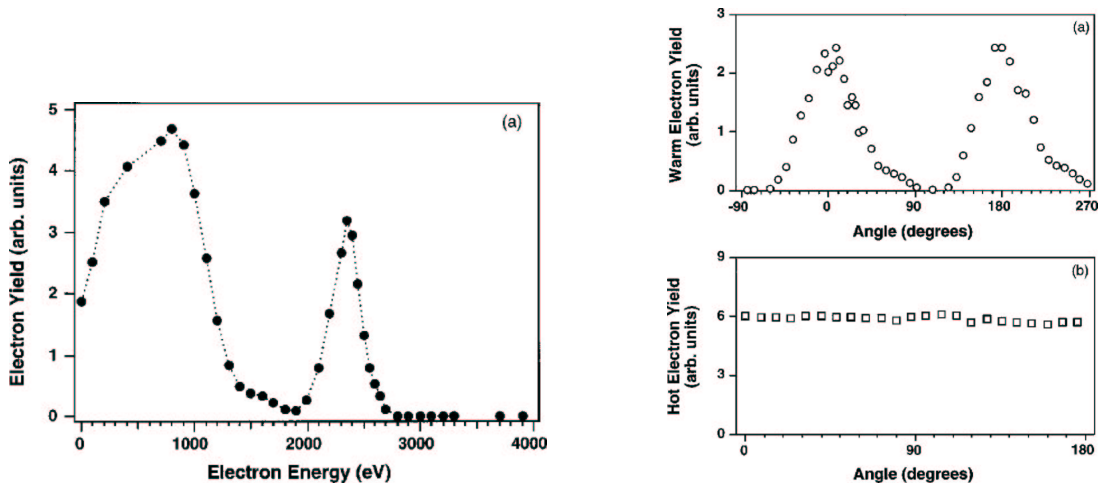 (a)
Electron Yield (arb. units)
5
4
3
2
1
0
0 1000 2000 3000 4000
Electron Energy (eV)
(a)
Warm Electron Yield
(arb. units)
3
2
1
0
-90 0 90 180 270
Angle (degrees)
(b)
Hot Electron Yield
(arb. units)
9
6
3
0
0 90 180
Angle (degrees)